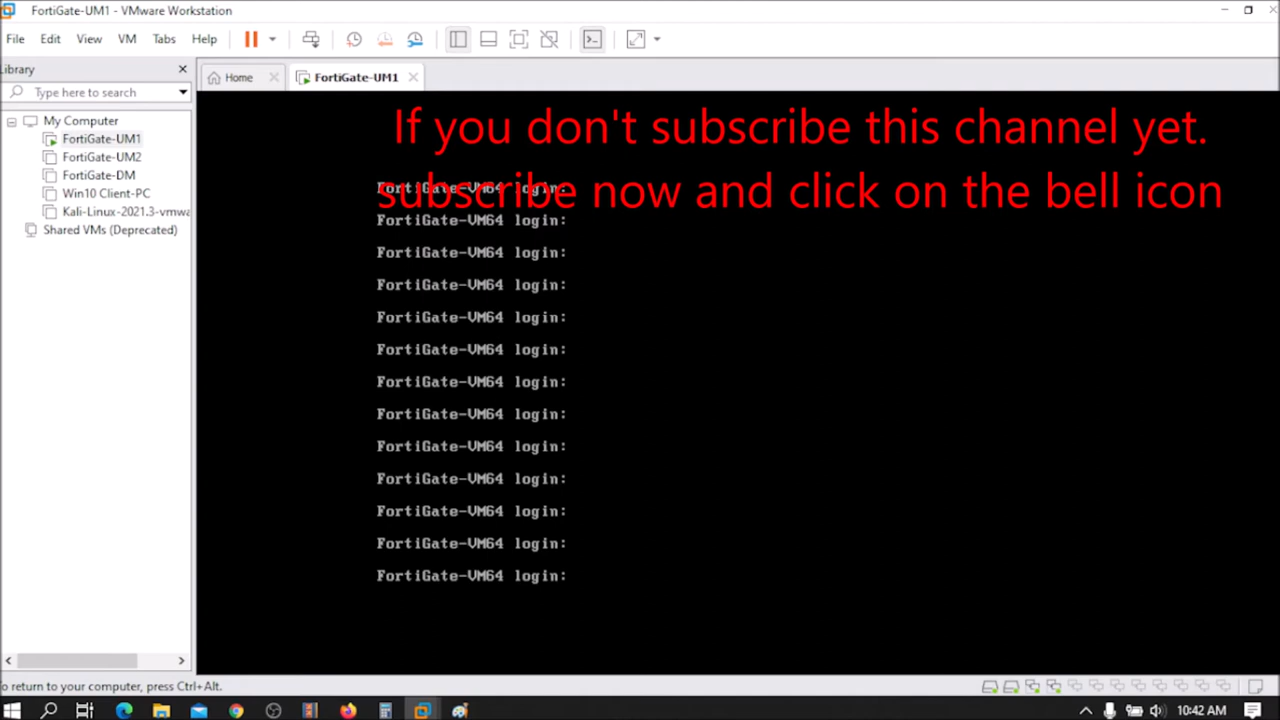 FortiGate-UM1 - VMware Workstation
File Edit View VM Tabs Help
Library
Type here to search
Home
FortiGate-UM1
My Computer
FortiGate-UM1
FortiGate-UM2
FortiGate-DM
Win10 Client-PC
Kali-Linux-2021.3-vmwa
Shared VMs (Deprecated)
If you don't subscribe this channel yet.
subscribe now and click on the bell icon
FortiGate-VM64 login:
FortiGate-VM64 login:
FortiGate-VM64 login:
FortiGate-VM64 login:
FortiGate-VM64 login:
FortiGate-VM64 login:
FortiGate-VM64 login:
FortiGate-VM64 login:
FortiGate-VM64 login:
FortiGate-VM64 login:
FortiGate-VM64 login:
FortiGate-VM64 login:
FortiGate-VM64 login:
o return to your computer, press Ctrl+Alt.
10:42 AM